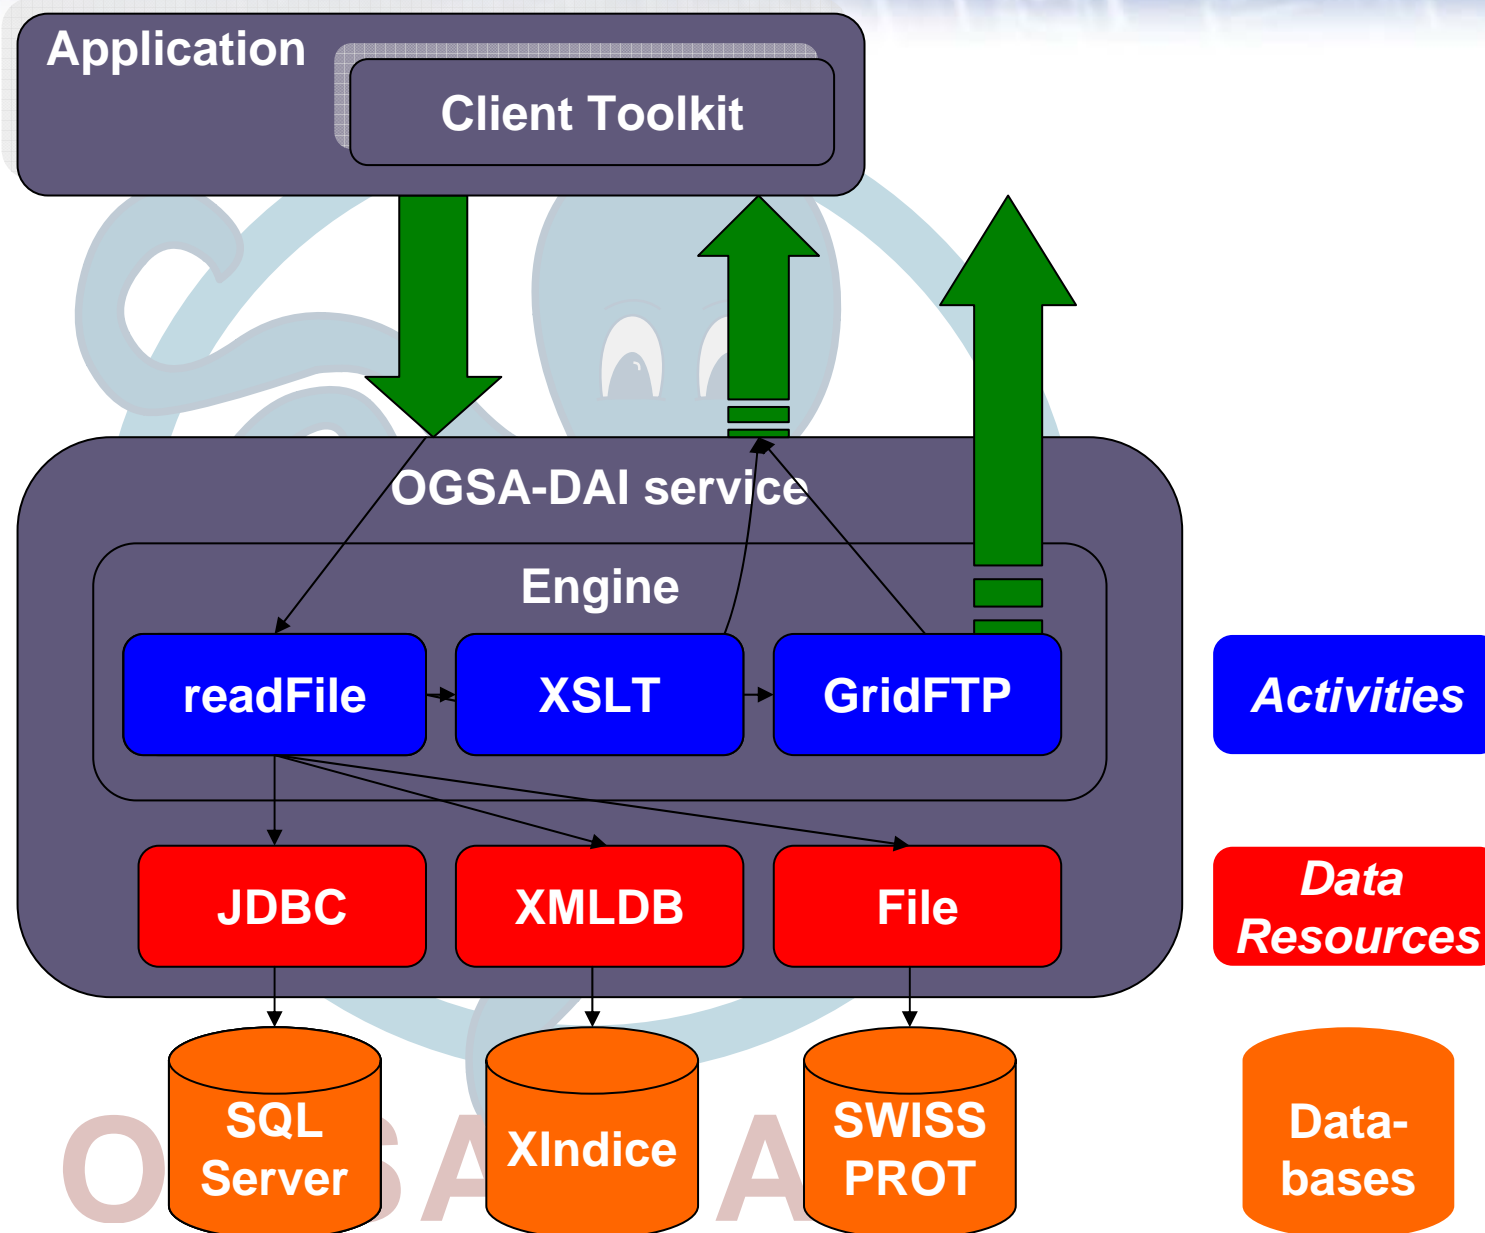 Application
Client Toolkit
OGSA-DAI service
Engine
readFile
XSLT
GridFTP
Activities
JDBC
XMLDB
File
Data
Resources
SQL
Server
XIndice
SWISS
PROT
Data-
bases